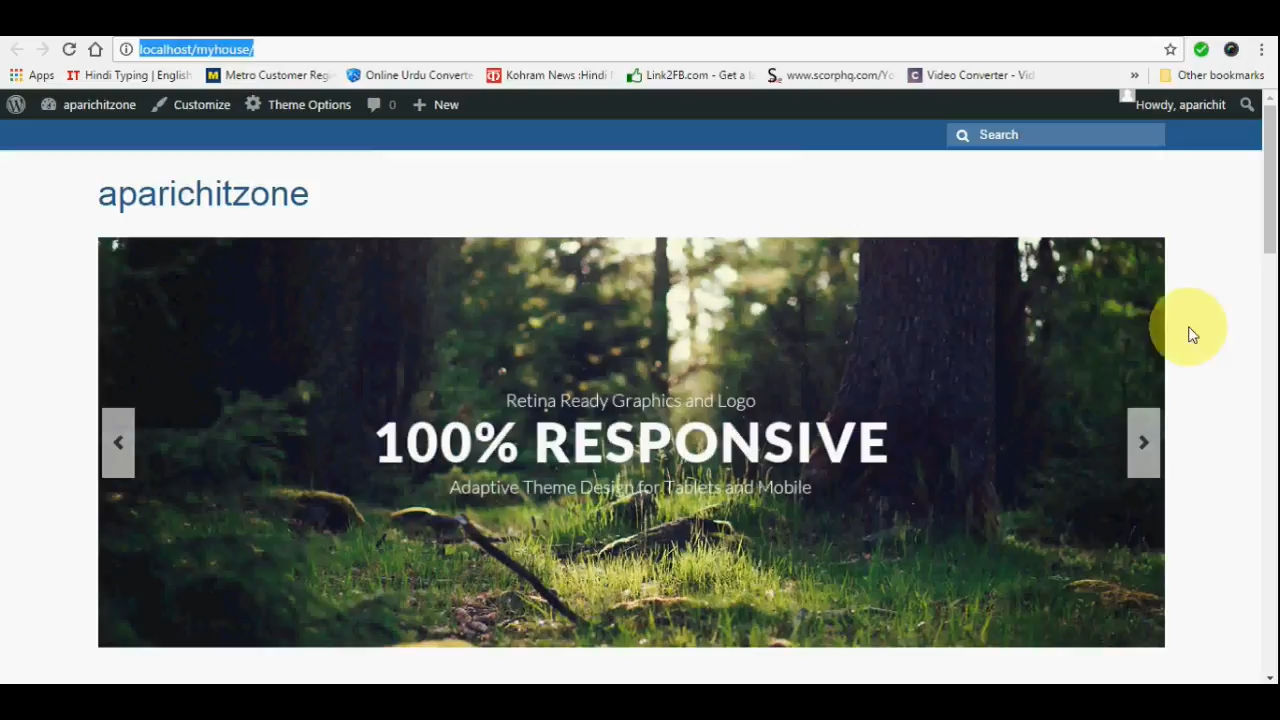 localhost/myhouse/
Apps IT Hindi Typing | English M Metro Customer Reg Online Urdu Converte Kohram News :Hindi Link2FB.com - Get a www.scorphq.com/Yo C Video Converter - Vid » Other bookmarks
aparichitzone Customize Theme Options 0 + New Howdy, aparichit
Search
aparichitzone
Retina Ready Graphics and Logo
100% RESPONSIVE
Adaptive Theme Design for Tablets and Mobile